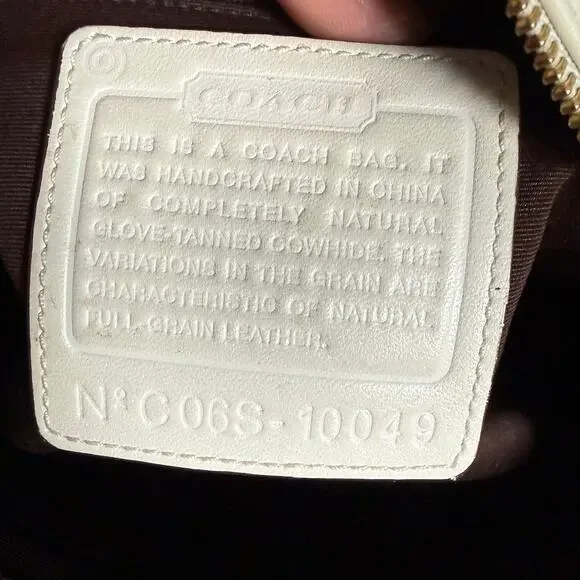 COACH
THIS IS A COACH BAG. IT
WAS HANDCRAFTED IN CHINA
OF COMPLETELY NATURAL
GLOVE-TANNED COWHIDE. THE
VARIATIONS IN THE GRAIN ARE
CHARACTERISTIC OF NATURAL
FULL GRAIN LEATHER.
Nº C06S-10049